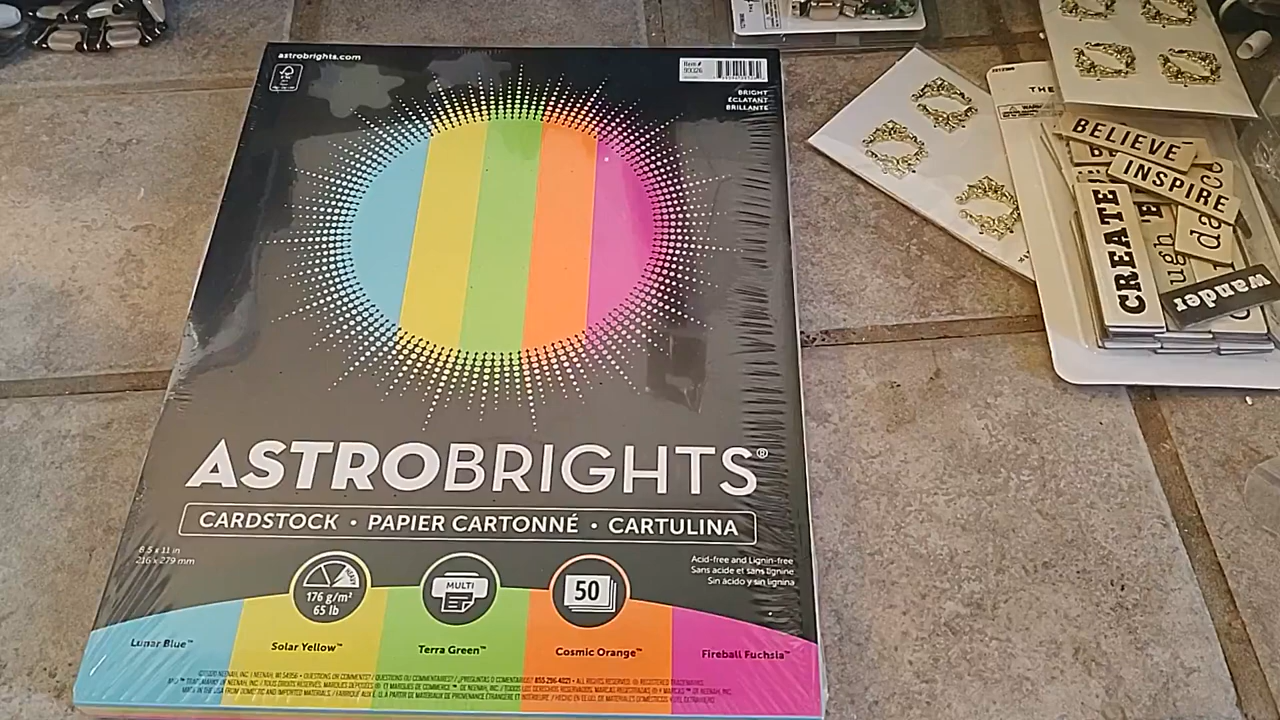 astrobrights.com
Item #
99326
BRIGHT
ÉCLATANT
BRILLANTE
ASTROBRIGHTS®
CARDSTOCK • PAPIER CARTONNÉ • CARTULINA
8.5 x 11 in
216 x 279 mm
176 g/m²
65 lb
MULTI
50
Acid-free and Lignin-free
Sans acide et sans lignine
Sin ácido y sin lignina
Lunar Blue™
Solar Yellow™
Terra Green™
Cosmic Orange™
Fireball Fuchsia™
THE
BELIEVE
INSPIRE
CREATE
wander